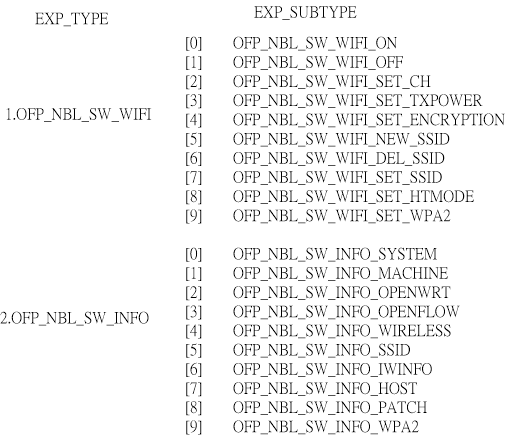 EXP_TYPE EXP_SUBTYPE
[0] OFP_NBL_SW_WIFI_ON
[1] OFP_NBL_SW_WIFI_OFF
[2] OFP_NBL_SW_WIFI_SET_CH
[3] OFP_NBL_SW_WIFI_SET_TXPOWER
1.OFP_NBL_SW_WIFI [4] OFP_NBL_SW_WIFI_SET_ENCRYPTION
[5] OFP_NBL_SW_WIFI_NEW_SSID
[6] OFP_NBL_SW_WIFI_DEL_SSID
[7] OFP_NBL_SW_WIFI_SET_SSID
[8] OFP_NBL_SW_WIFI_SET_HTMODE
[9] OFP_NBL_SW_WIFI_SET_WPA2
[0] OFP_NBL_SW_INFO_SYSTEM
[1] OFP_NBL_SW_INFO_MACHINE
[2] OFP_NBL_SW_INFO_OPENWRT
2.OFP_NBL_SW_INFO [3] OFP_NBL_SW_INFO_OPENFLOW
[4] OFP_NBL_SW_INFO_WIRELESS
[5] OFP_NBL_SW_INFO_SSID
[6] OFP_NBL_SW_INFO_IWINFO
[7] OFP_NBL_SW_INFO_HOST
[8] OFP_NBL_SW_INFO_PATCH
[9] OFP_NBL_SW_INFO_WPA2